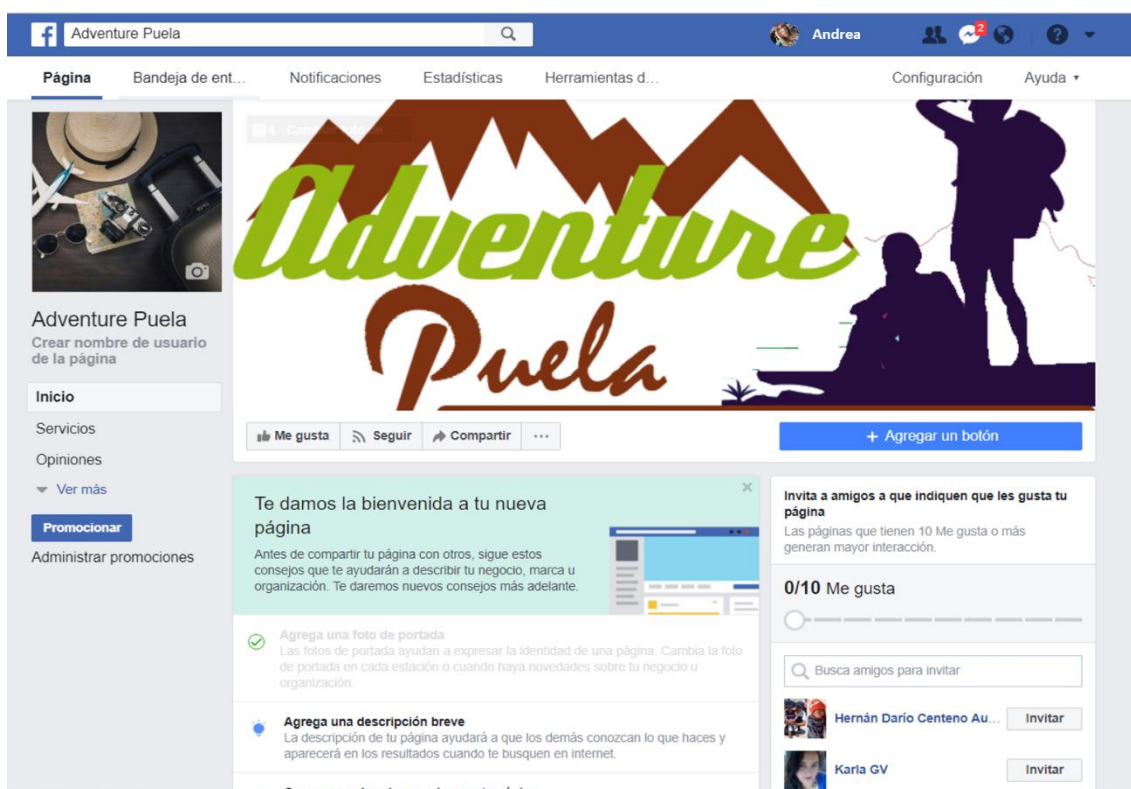 Adventure Puela
Andrea
2
Página
Bandeja de ent...
Notificaciones
Estadísticas
Herramientas d...
Configuración
Ayuda
Adventure
Puela
Adventure Puela
Crear nombre de usuario
de la página
Inicio
Servicios
Opiniones
Ver más
Promocionar
Administrar promociones
Me gusta
Seguir
Compartir
...
+ Agregar un botón
Te damos la bienvenida a tu nueva
página
Antes de compartir tu página con otros, sigue estos
consejos que te ayudarán a describir tu negocio, marca u
organización. Te daremos nuevos consejos más adelante.
Agrega una foto de portada
Las fotos de portada ayudan a expresar la identidad de una página. Cambia la foto
de portada en cada estación o cuando haya novedades sobre tu negocio u
organización.
Agrega una descripción breve
La descripción de tu página ayudará a que los demás conozcan lo que haces y
aparecerá en los resultados cuando te busquen en internet.
Invita a amigos a que indiquen que les gusta tu
página
Las páginas que tienen 10 Me gusta o más
generan mayor interacción.
0/10 Me gusta
Busca amigos para invitar
Hernán Darío Centeno Au...
Invitar
Karla GV
Invitar